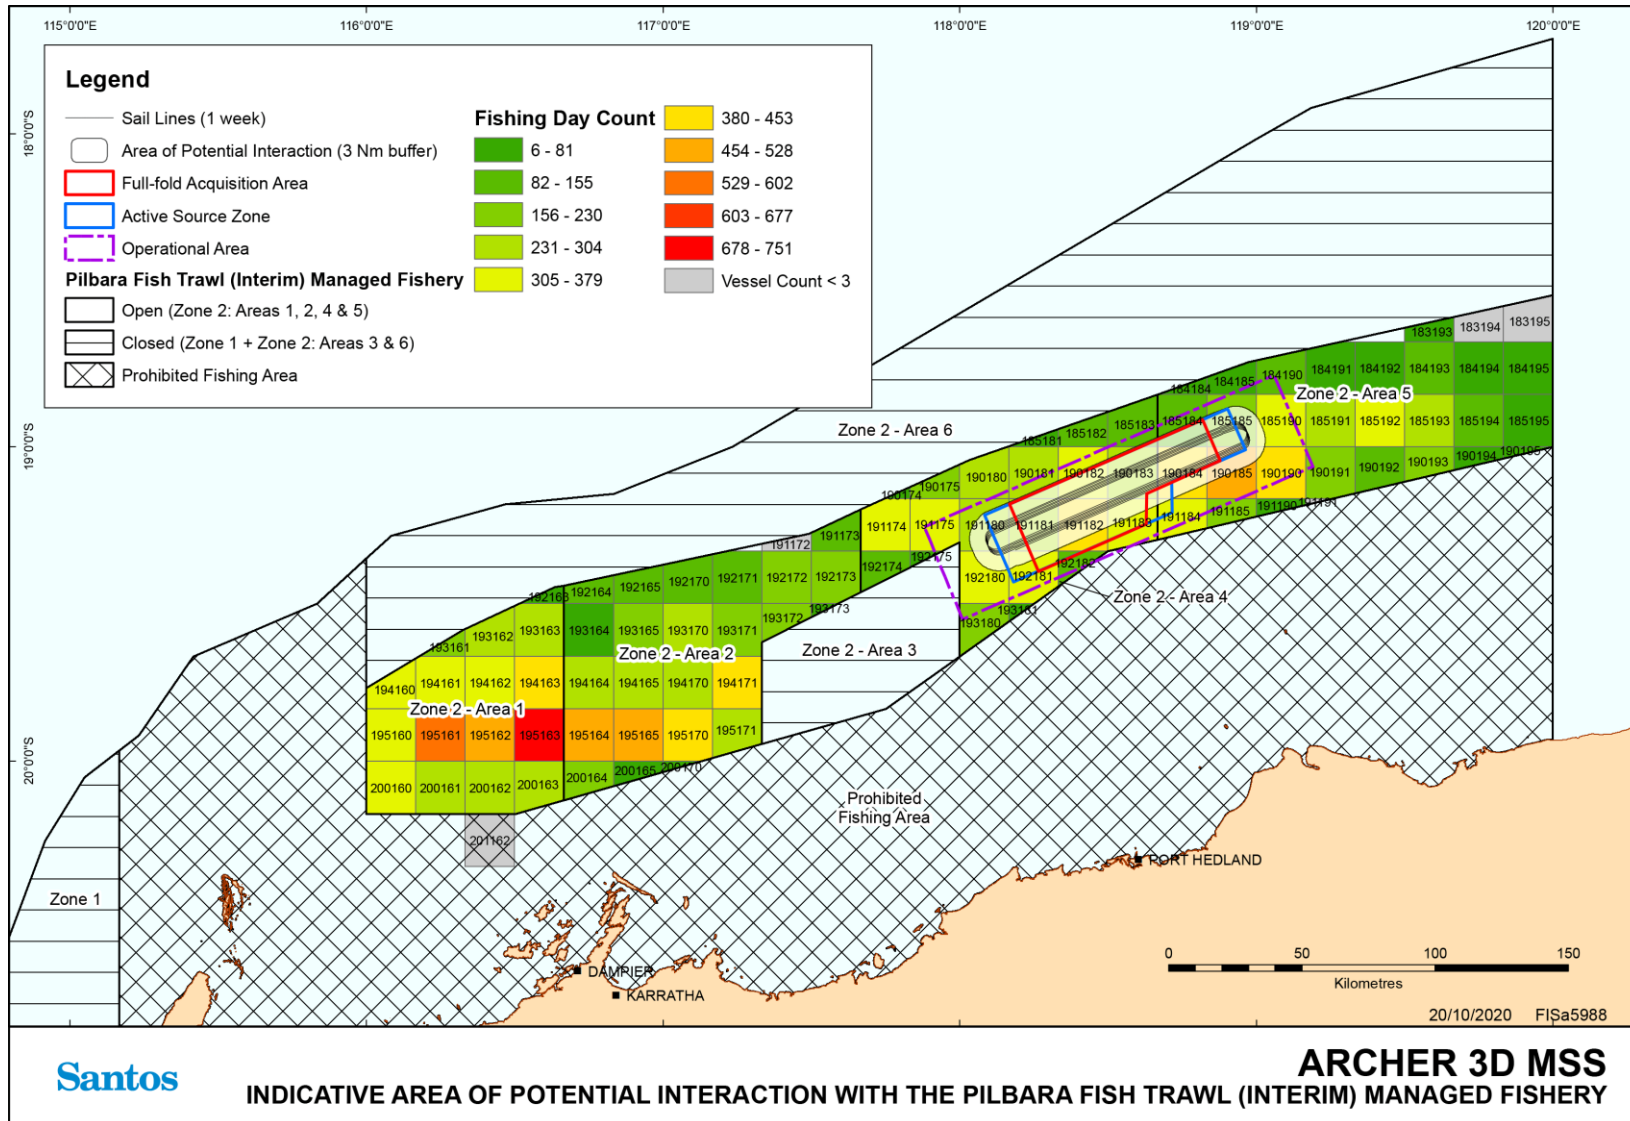 115°0'0"E 116°0'0"E 117°0'0"E 118°0'0"E 119°0'0"E 120°0'0"E
18°0'0"S
19°0'0"S
20°0'0"S
Legend
Sail Lines (1 week)
Area of Potential Interaction (3 Nm buffer)
Full-fold Acquisition Area
Active Source Zone
Operational Area
Pilbara Fish Trawl (Interim) Managed Fishery
Open (Zone 2: Areas 1, 2, 4 & 5)
Closed (Zone 1 + Zone 2: Areas 3 & 6)
Prohibited Fishing Area
Fishing Day Count
6 - 81
82 - 155
156 - 230
231 - 304
305 - 379
380 - 453
454 - 528
529 - 602
603 - 677
678 - 751
Vessel Count < 3
183193 183194 183195
184184 184185 184190 184191 184192 184193 184194 184195
Zone 2 - Area 5
Zone 2 - Area 6
185181 185182 185183 185184 185185 185190 185191 185192 185193 185194 185195
190174 190175 190180 190181 190182 190183 190184 190185 190190 190191 190192 190193 190194 190195
191172 191173 191174 191175 191180 191181 191182 191183 191184 191185 191190 191191
192163 192164 192165 192170 192171 192172 192173 192174 192175 192180 192181 192182
Zone 2 - Area 4
193161 193162 193163 193164 193165 193170 193171 193172 193173 193180 193181
Zone 2 - Area 2
Zone 2 - Area 3
194160 194161 194162 194163 194164 194165 194170 194171
Zone 2 - Area 1
195160 195161 195162 195163 195164 195165 195170 195171
200160 200161 200162 200163 200164 200165 200170
201162
Prohibited
Fishing Area
Zone 1
PORT HEDLAND
DAMPIER
KARRATHA
0 50 100 150
Kilometres
20/10/2020 FISa5988
Santos
ARCHER 3D MSS
INDICATIVE AREA OF POTENTIAL INTERACTION WITH THE PILBARA FISH TRAWL (INTERIM) MANAGED FISHERY